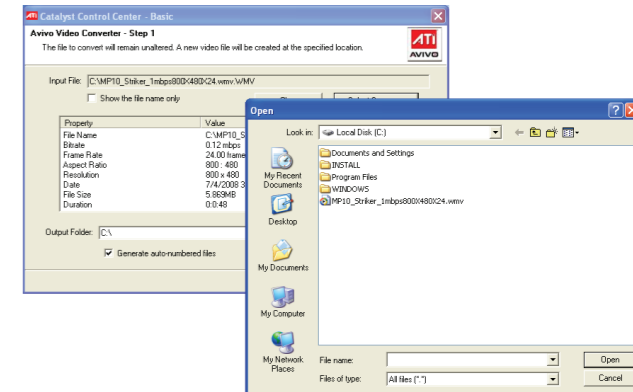 ATI Catalyst Control Center - Basic
Avivo Video Converter - Step 1
The file to convert will remain unaltered. A new video file will be created at the specified location.
ATI
AVIVO
Input File: C:\MP10_Striker_1mbps800X480X24.wmv.WMV
Show the file name only
Property Value
File Name C:\MP10_S
Bitrate 0.12 mbps
Frame Rate 24.00 frame
Aspect Ratio 800 : 480
Resolution 800 x 480
Date 7/4/2008 3
File Size 5.869MB
Duration 0:0:48
Output Folder: C:\
Generate auto-numbered files
Open
Look in: Local Disk (C:)
My Recent
Documents
Desktop
My Documents
My Computer
My Network
Places
Documents and Settings
INSTALL
Program Files
WINDOWS
MP10_Striker_1mbps800X480X24.wmv
File name:
Open
Files of type: All files (*.*)
Cancel